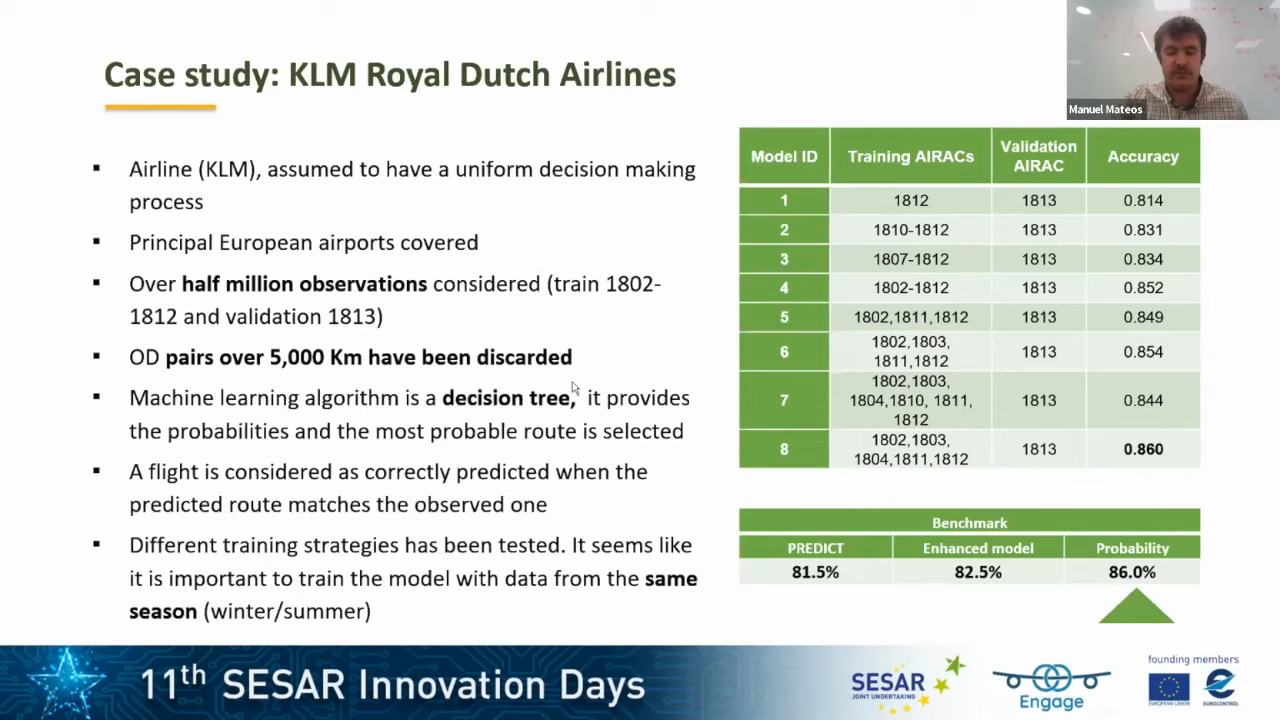 Case study: KLM Royal Dutch Airlines
Manuel Mateos
▪ Airline (KLM), assumed to have a uniform decision making
process
▪ Principal European airports covered
▪ Over half million observations considered (train 1802-
1812 and validation 1813)
▪ OD pairs over 5,000 Km have been discarded
▪ Machine learning algorithm is a decision tree, it provides
the probabilities and the most probable route is selected
▪ A flight is considered as correctly predicted when the
predicted route matches the observed one
▪ Different training strategies has been tested. It seems like
it is important to train the model with data from the same
season (winter/summer)
Model ID Training AIRACs Validation AIRAC Accuracy
1 1812 1813 0.814
2 1810-1812 1813 0.831
3 1807-1812 1813 0.834
4 1802-1812 1813 0.852
5 1802,1811,1812 1813 0.849
6 1802,1803, 1811,1812 1813 0.854
7 1802,1803, 1804,1810, 1811, 1812 1813 0.844
8 1802,1803, 1804,1811,1812 1813 0.860
Benchmark
PREDICT Enhanced model Probability
81.5% 82.5% 86.0%
11th SESAR Innovation Days
SESAR
JOINT UNDERTAKING
Engage
founding members
EUROPEAN UNION
EUROCONTROL